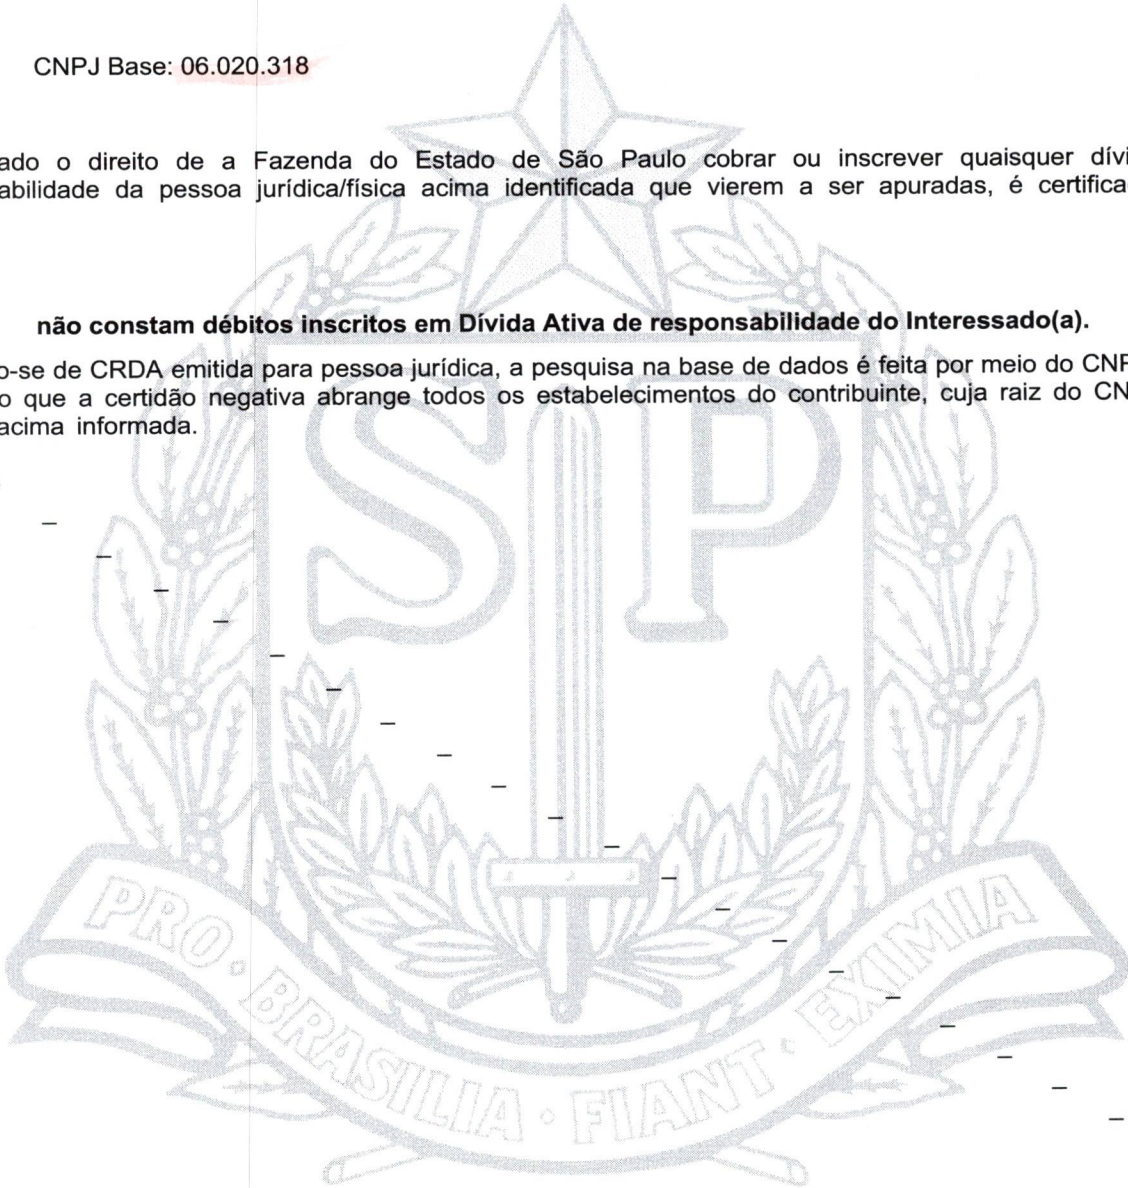 CNPJ Base: 06.020.318
ado o direito de a Fazenda do Estado de São Paulo cobrar ou inscrever quaisquer dívi
abilidade da pessoa jurídica/física acima identificada que vierem a ser apuradas, é certifica
não constam débitos inscritos em Dívida Ativa de responsabilidade do Interessado(a).
o-se de CRDA emitida para pessoa jurídica, a pesquisa na base de dados é feita por meio do CNP
o que a certidão negativa abrange todos os estabelecimentos do contribuinte, cuja raiz do CN
acima informada.
SP
PRO · BRASILIA · FIANT · EXIMIA